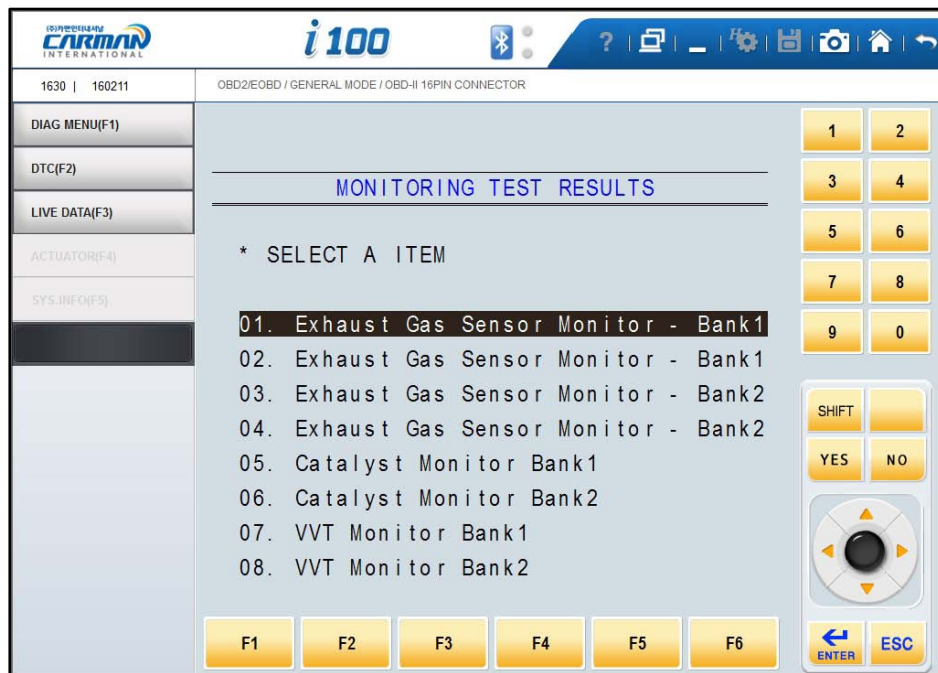 (주)카맨인터내셔널
CARMAN
INTERNATIONAL
i100
?
1630 | 160211
OBD2/EOBD / GENERAL MODE / OBD-II 16PIN CONNECTOR
DIAG MENU(F1)
DTC(F2)
LIVE DATA(F3)
ACTUATOR(F4)
SYS.INFO(F5)
MONITORING TEST RESULTS
* SELECT A ITEM
01. Exhaust Gas Sensor Monitor - Bank1
02. Exhaust Gas Sensor Monitor - Bank1
03. Exhaust Gas Sensor Monitor - Bank2
04. Exhaust Gas Sensor Monitor - Bank2
05. Catalyst Monitor Bank1
06. Catalyst Monitor Bank2
07. VVT Monitor Bank1
08. VVT Monitor Bank2
F1 F2 F3 F4 F5 F6
1 2
3 4
5 6
7 8
9 0
SHIFT
YES NO
ENTER ESC